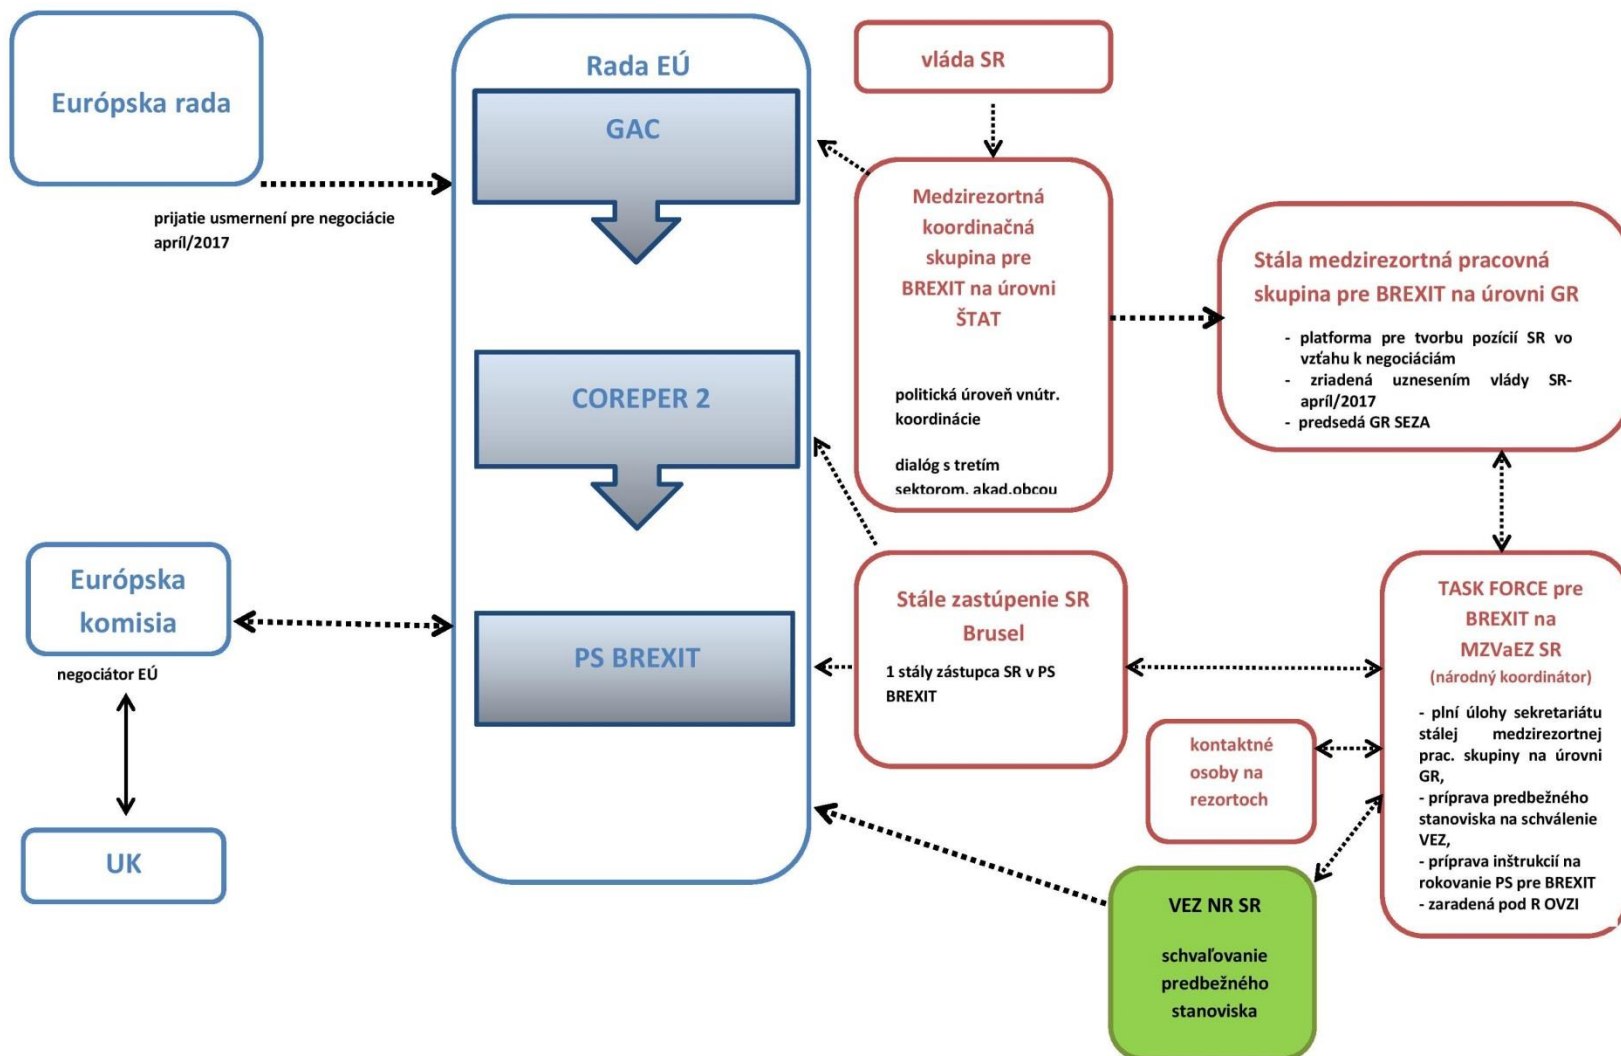 Európska rada
prijatie usmernení pre negociácie
apríl/2017
Európska
komisia
negociátor EÚ
UK
Rada EÚ
GAC
COREPER 2
PS BREXIT
vláda SR
Medzirezortná
koordinačná
skupina pre
BREXIT na úrovni
ŠTAT
politická úroveň vnútr.
koordinácie
dialóg s tretím
sektorom. akad.obcou
Stále zastúpenie SR
Brusel
1 stály zástupca SR v PS
BREXIT
kontaktné
osoby na
rezortoch
VEZ NR SR
schvaľovanie
predbežného
stanoviska
Stála medzirezortná pracovná
skupina pre BREXIT na úrovni GR
- platforma pre tvorbu pozícií SR vo
vzťahu k negociáciám
- zriadená uznesením vlády SR-
apríl/2017
- predsedá GR SEZA
TASK FORCE pre
BREXIT na
MZVaEZ SR
(národný koordinátor)
- plní úlohy sekretariátu
stálej medzirezortnej
prac. skupiny na úrovni
GR,
- príprava predbežného
stanoviska na schválenie
VEZ,
- príprava inštrukcií na
rokovanie PS pre BREXIT
- zaradená pod R OVZI